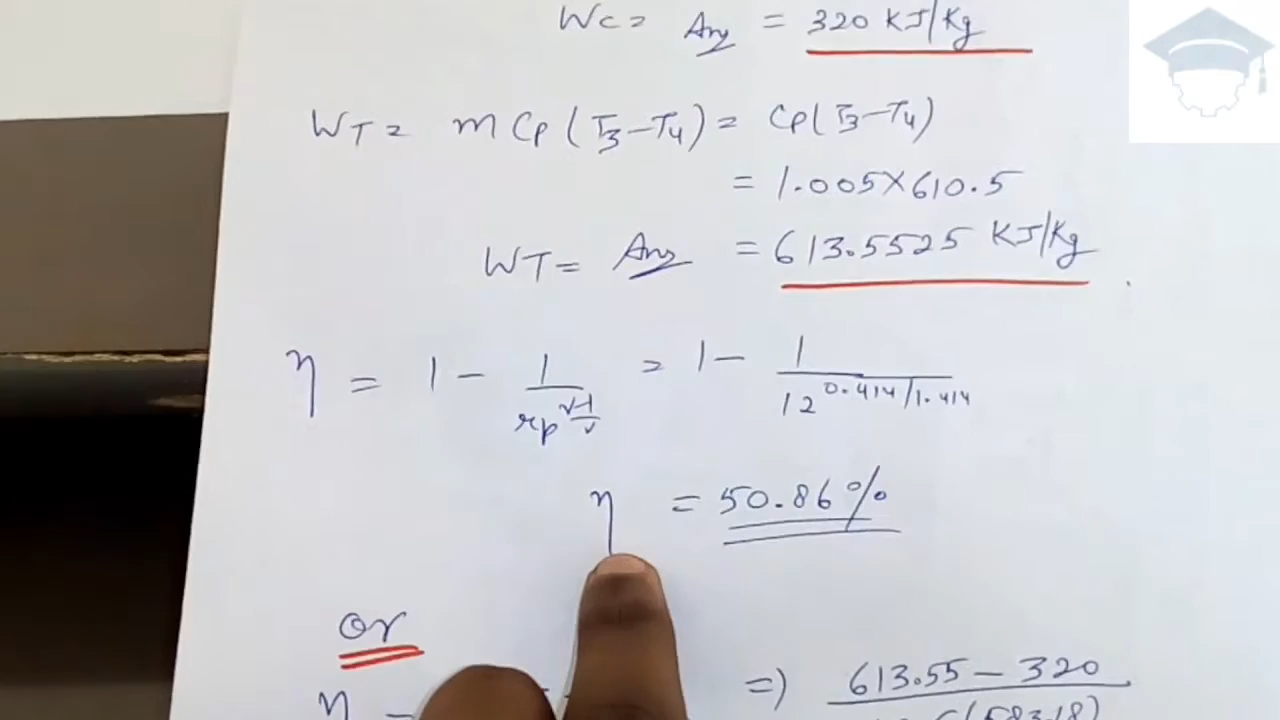 Wc = Ans = 320 KJ/Kg
WT = m Cp (T3-T4) = Cp(T3-T4)
= 1.005×610.5
WT = Ans = 613.5525 KJ/Kg
η = 1 - 1/rp^(γ-1/γ) = 1 - 1/12^0.414/1.414
η = 50.86%
Or
η = => 613.55 - 320
(583.18)